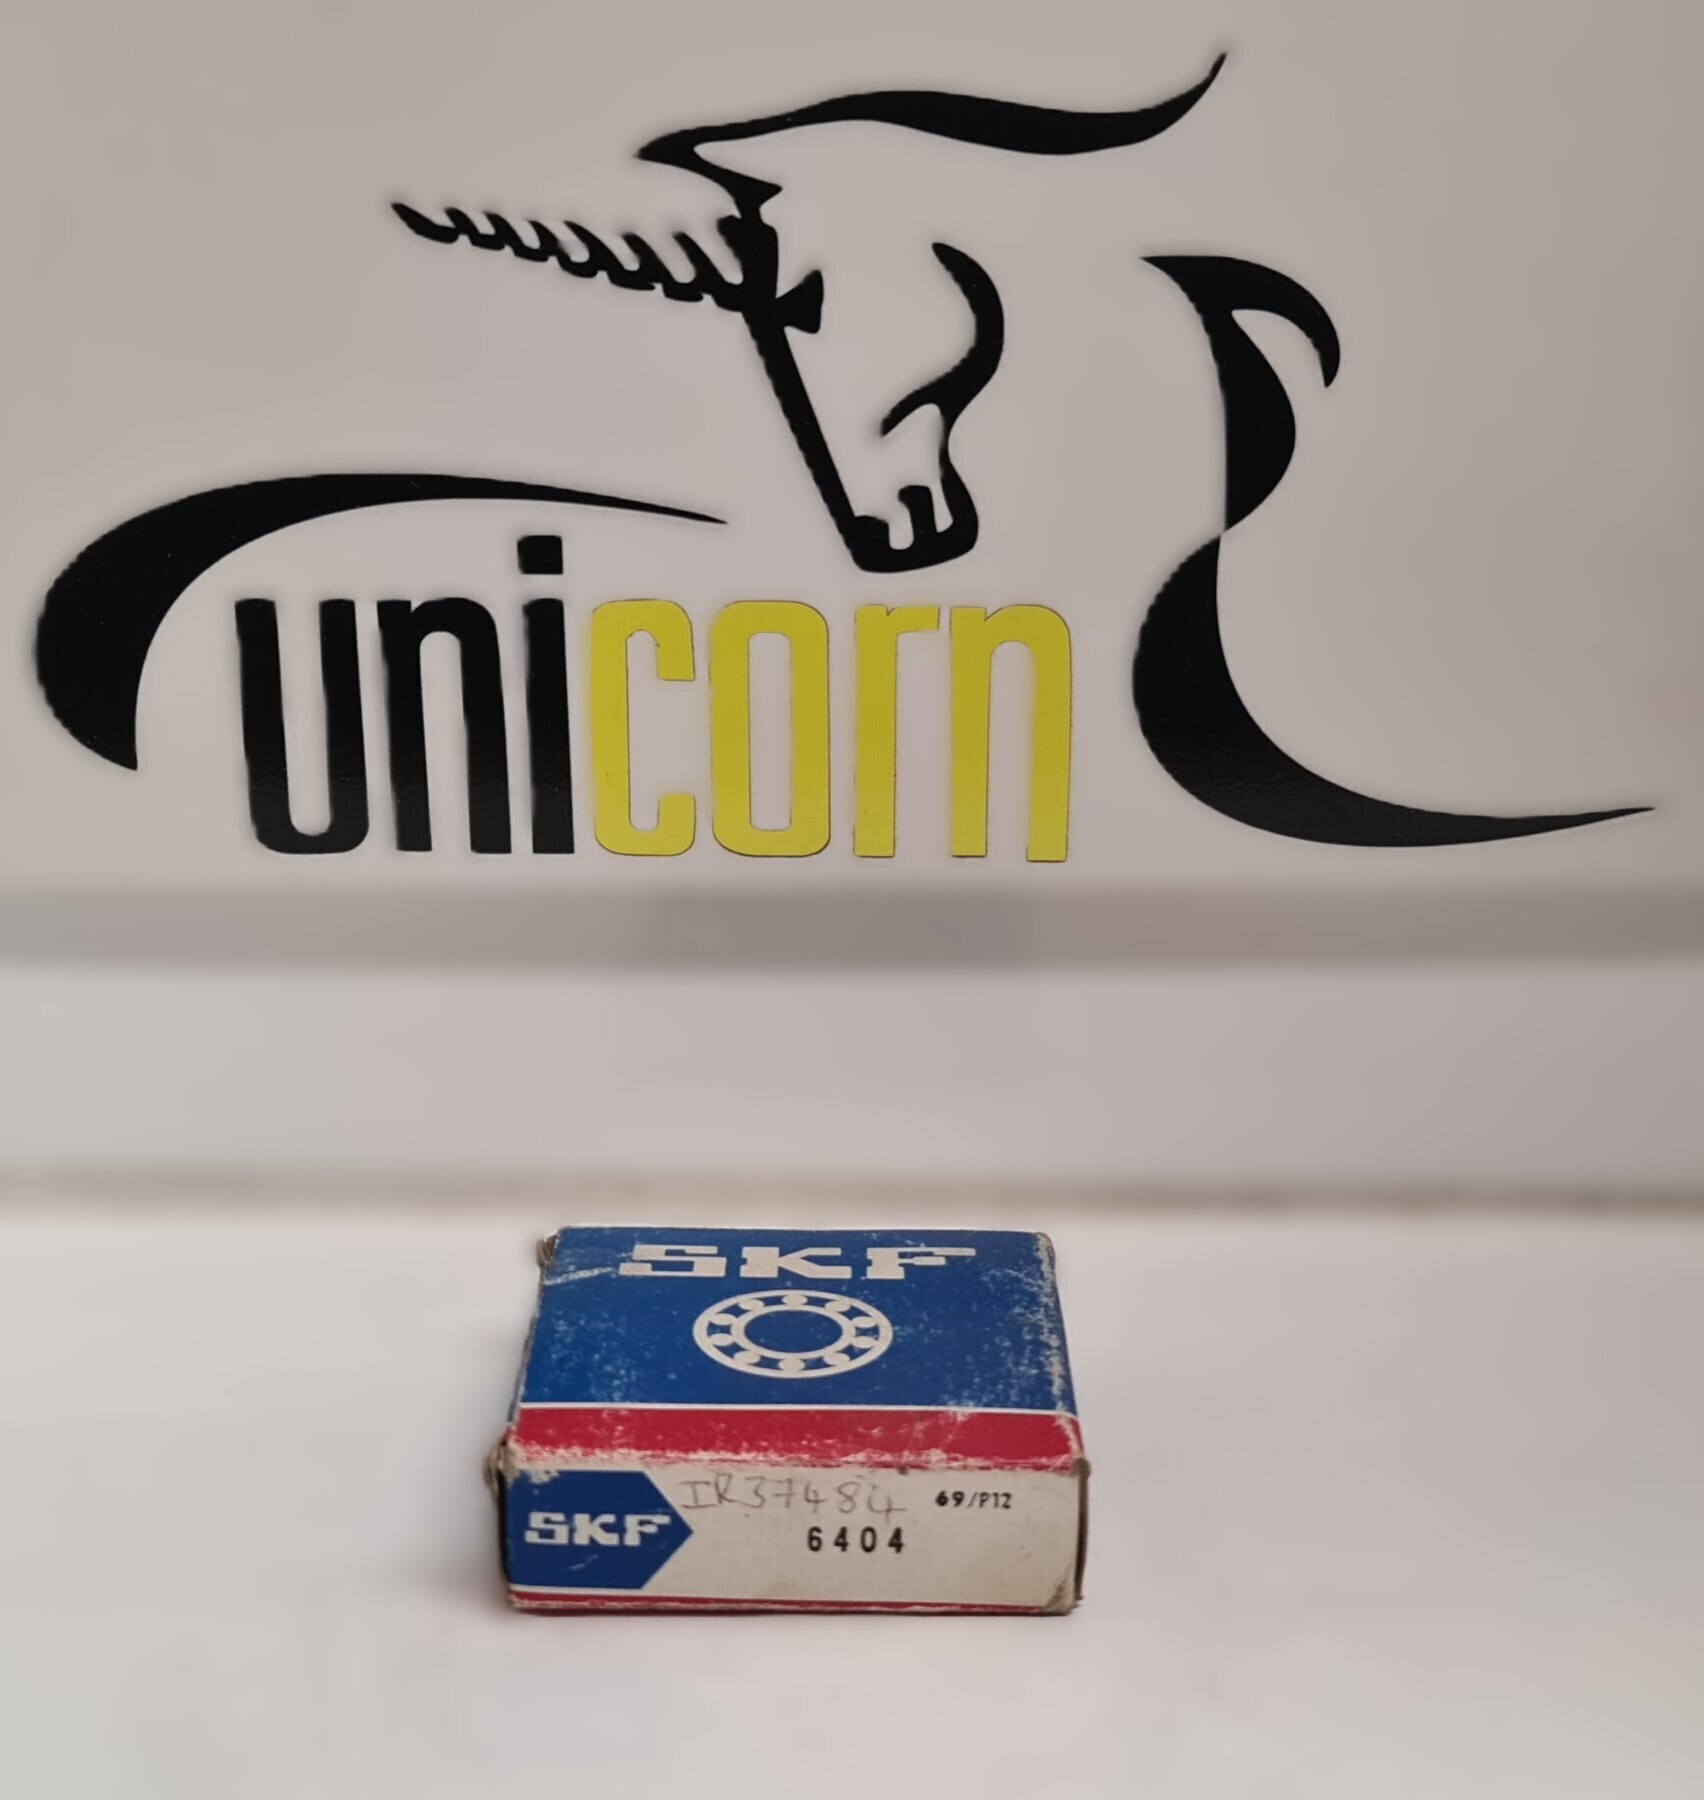 unicorn
SKF
SKF
IR37484
69/P12
6404